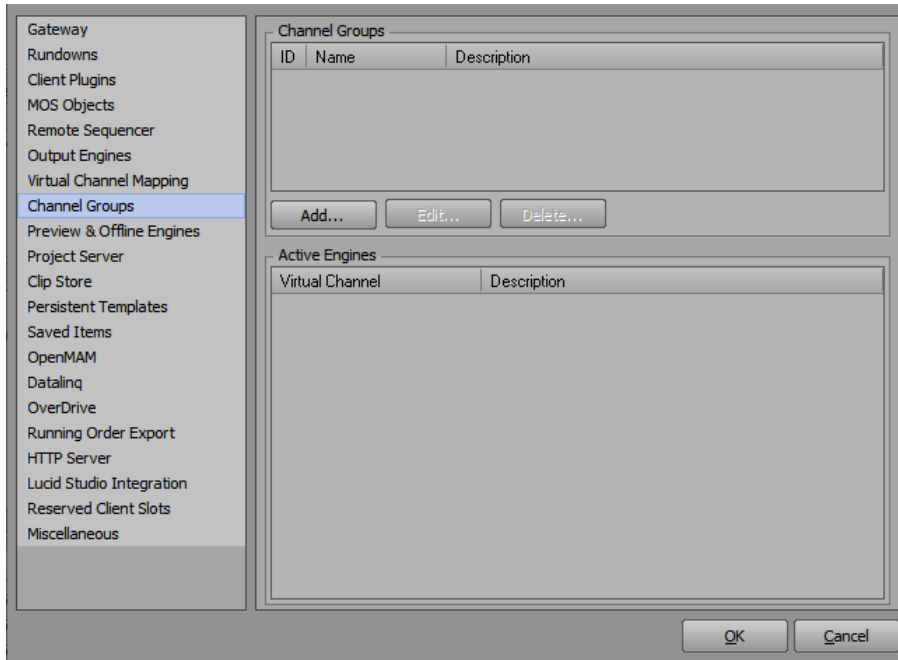 Gateway
Rundowns
Client Plugins
MOS Objects
Remote Sequencer
Output Engines
Virtual Channel Mapping
Channel Groups
Preview & Offline Engines
Project Server
Clip Store
Persistent Templates
Saved Items
OpenMAM
Datalinq
OverDrive
Running Order Export
HTTP Server
Lucid Studio Integration
Reserved Client Slots
Miscellaneous
Channel Groups
ID Name Description
Add... Edit... Delete...
Active Engines
Virtual Channel Description
OK Cancel